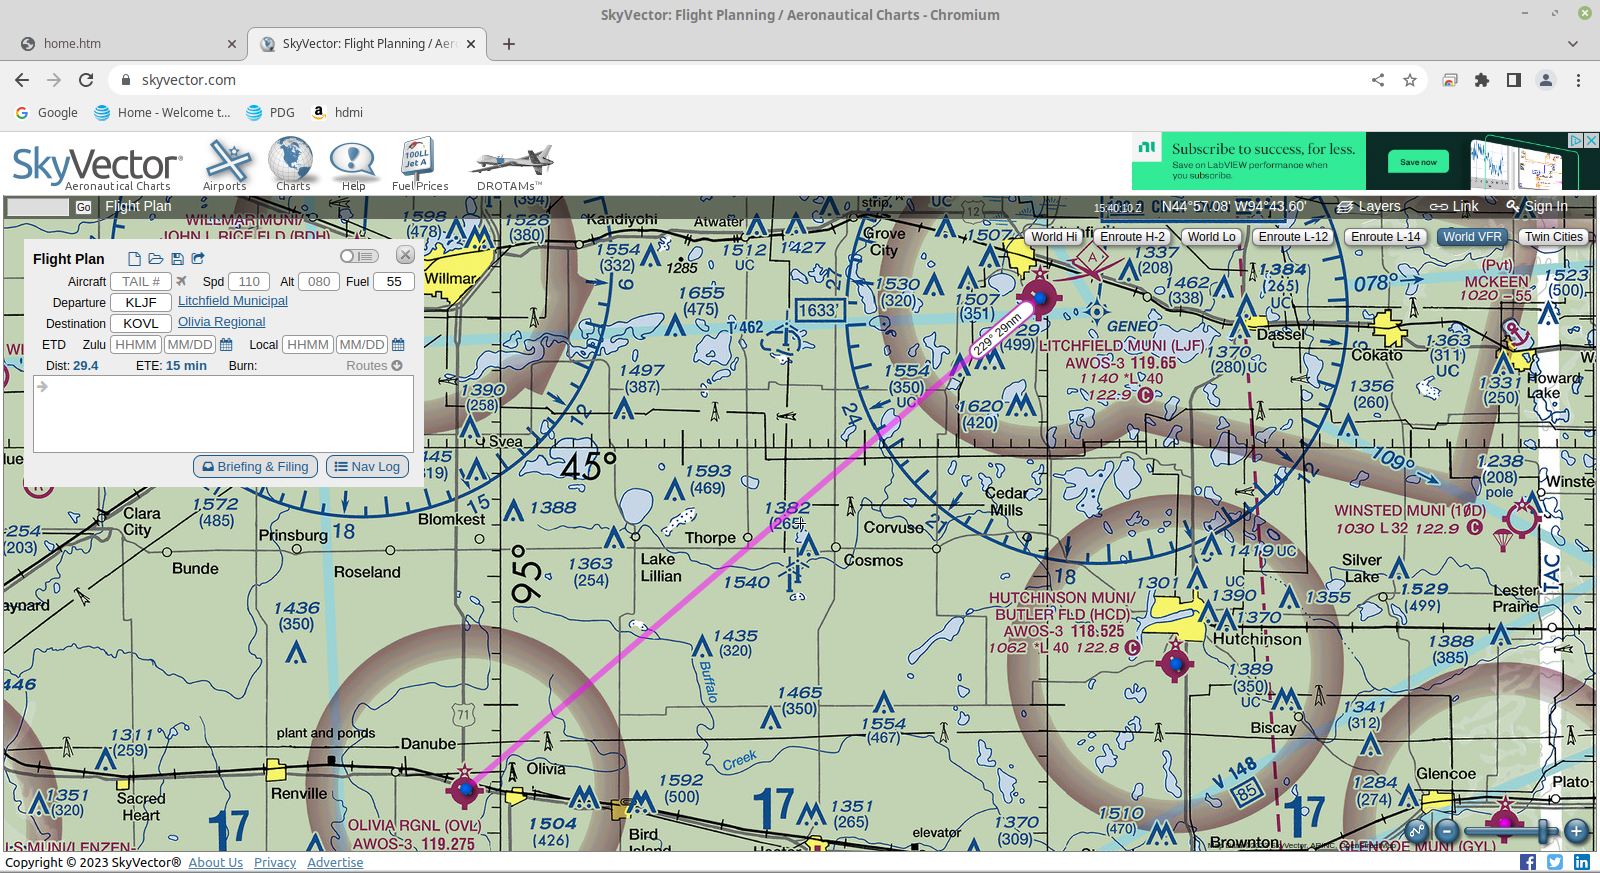 SkyVector: Flight Planning / Aeronautical Charts - Chromium
home.htm
SkyVector: Flight Planning / Aer
skyvector.com
Google
Home - Welcome t...
PDG
hdmi
SkyVector®
Aeronautical Charts
Airports
Charts
Help
Fuel Prices
DROTAMs™
100LL
Jet A
Subscribe to success, for less.
Save on LabVIEW performance when
you subscribe.
Save now
Go
Flight Plan
15:40:10 Z
N44°57.08' W94°43.60'
Layers
Link
Sign In
World Hi
Enroute H-2
World Lo
Enroute L-12
Enroute L-14
World VFR
Twin Cities
Flight Plan
Aircraft
TAIL #
Spd
110
Alt
080
Fuel
55
Departure
KLJF
Litchfield Municipal
Destination
KOVL
Olivia Regional
ETD
Zulu
HHMM
MM/DD
Local
HHMM
MM/DD
Dist: 29.4
ETE: 15 min
Burn:
Routes
Briefing & Filing
Nav Log
WILLMAR MUNI/
JOHN L RICE FLD (BDH)
1598
(478)
1528
(380)
(394)
Kandiyohi
Atwater
strip.
Grove
City
UC
12
1507
Willmar
1554
(332)
1285
1512
UC
1427
1655
(475)
1633'
T 462
1530
(320)
1507
(351)
229° 29nm
(499)
GENEO
1337
(208)
1462
(338)
1384
(265)
UC
078°
(Pvt)
MCKEEN
1020 - 55
1523
(500)
Dassel
Cokato
1363
(311)
UC
LITCHFIELD MUNI (LJF)
AWOS-3 119.65
1140 *L 40
122.9 C
1370
(280) UC
1356
(260)
1331
(250)
Howard
Lake
1497
(387)
1390
(258)
6
12
15
18
1554
(350)
UC
24
21
1620
(420)
Svea
45°
1593
(469)
1382
(265)
Cedar
Mills
Corvuso
12
109°
1238
(208)
pole
Winste
WINSTED MUNI (10D)
1030 L 32 122.9 C
1572
(485)
Clara
City
254
(203)
Prinsburg
18
Blomkest
1388
Thorpe
Lake
Lillian
1363
(254)
Cosmos
1540
95°
Bunde
Roseland
aynard
1436
(350)
18
1419 UC
1301
UC
1390
1370
1355
Silver
Lake
1529
(499)
Lester
Prairie
TAC
HUTCHINSON MUNI/
BUTLER FLD (HCD)
AWOS-3 118.525
1062 *L 40 122.8 C
Hutchinson
1388
(385)
1435
(320)
Buffalo
Creek
446
71
1465
(350)
1554
(467)
1389
(350)
UC
Biscay
1341
(312)
1311
(259)
plant and ponds
Danube
Olivia
Renville
Sacred
Heart
1351
(320)
17
OLIVIA RGNL (OVL)
AWOS-3 119.275
1504
(426)
1592
(500)
Bird
17
1351
(265)
elevator
1370
(309)
1510
(470)
V 148
85
17
1284
(274)
Glencoe
Plato
Brownton
GLENCOE MUNI (GYL)
Copyright © 2023 SkyVector®
About Us
Privacy
Advertise